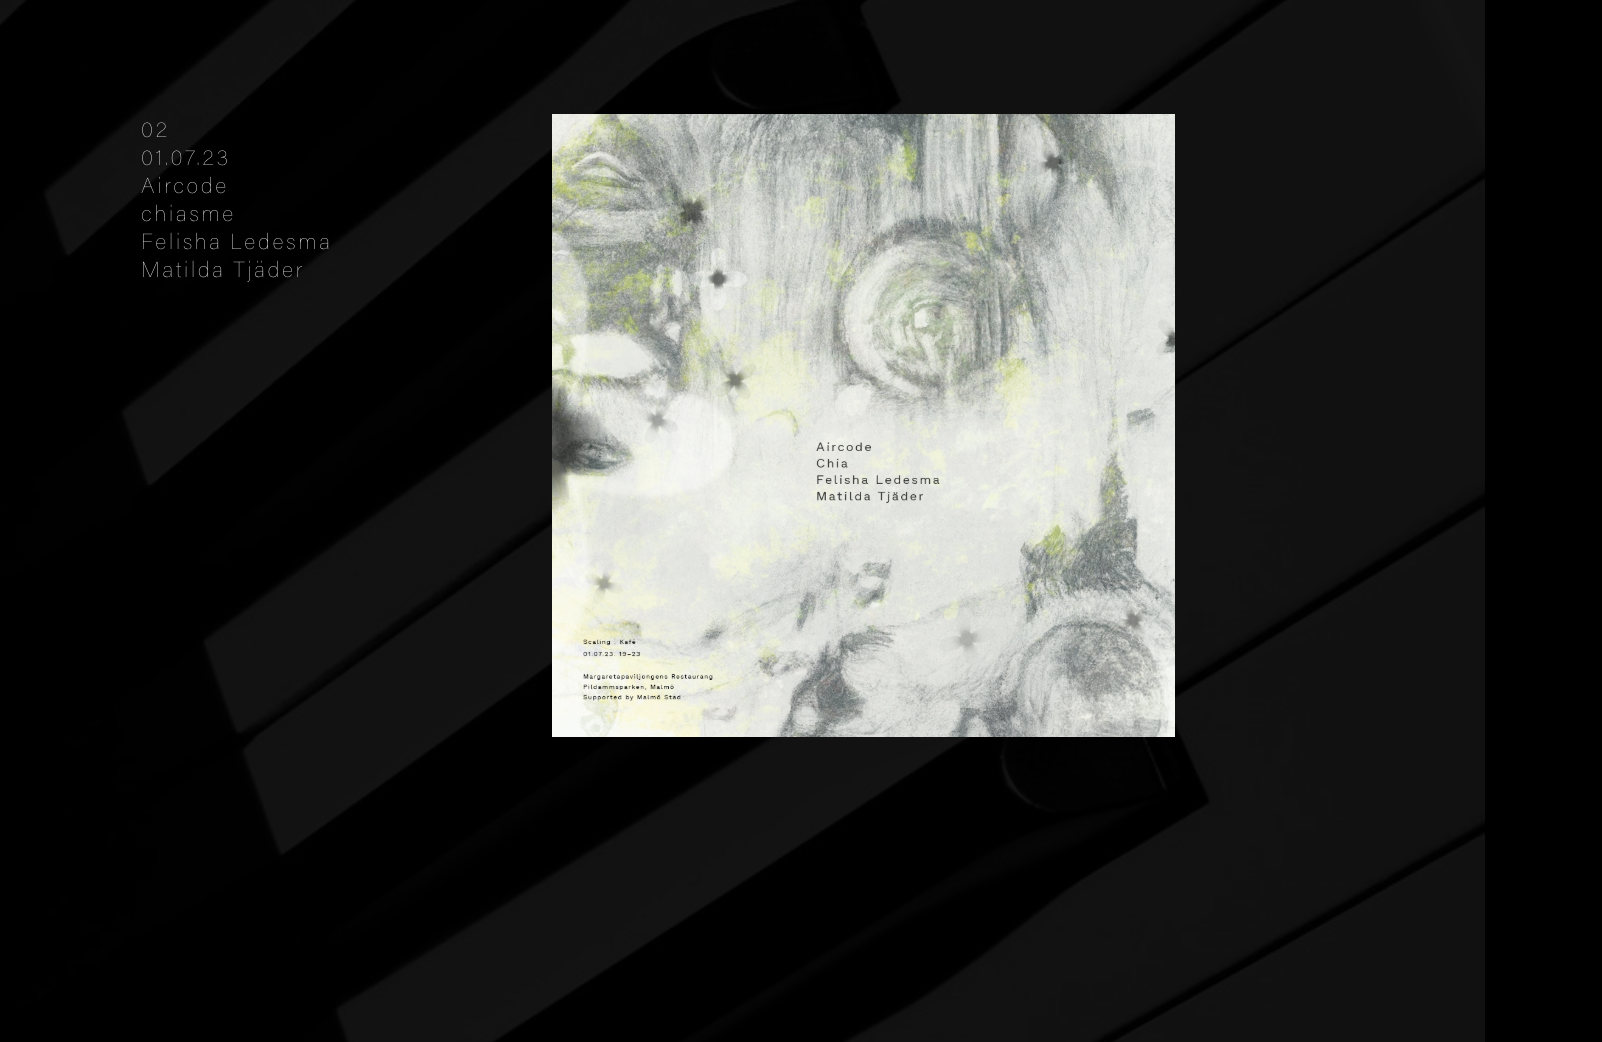 02
01.07.23
Aircode
chiasme
Felisha Ledesma
Matilda Tjäder
Aircode
Chia
Felisha Ledesma
Matilda Tjäder
Scaling : Kafé
01.07.23: 19–23
Margaretapaviljongens Restaurang
Pildammsparken, Malmö
Supported by Malmö Stad